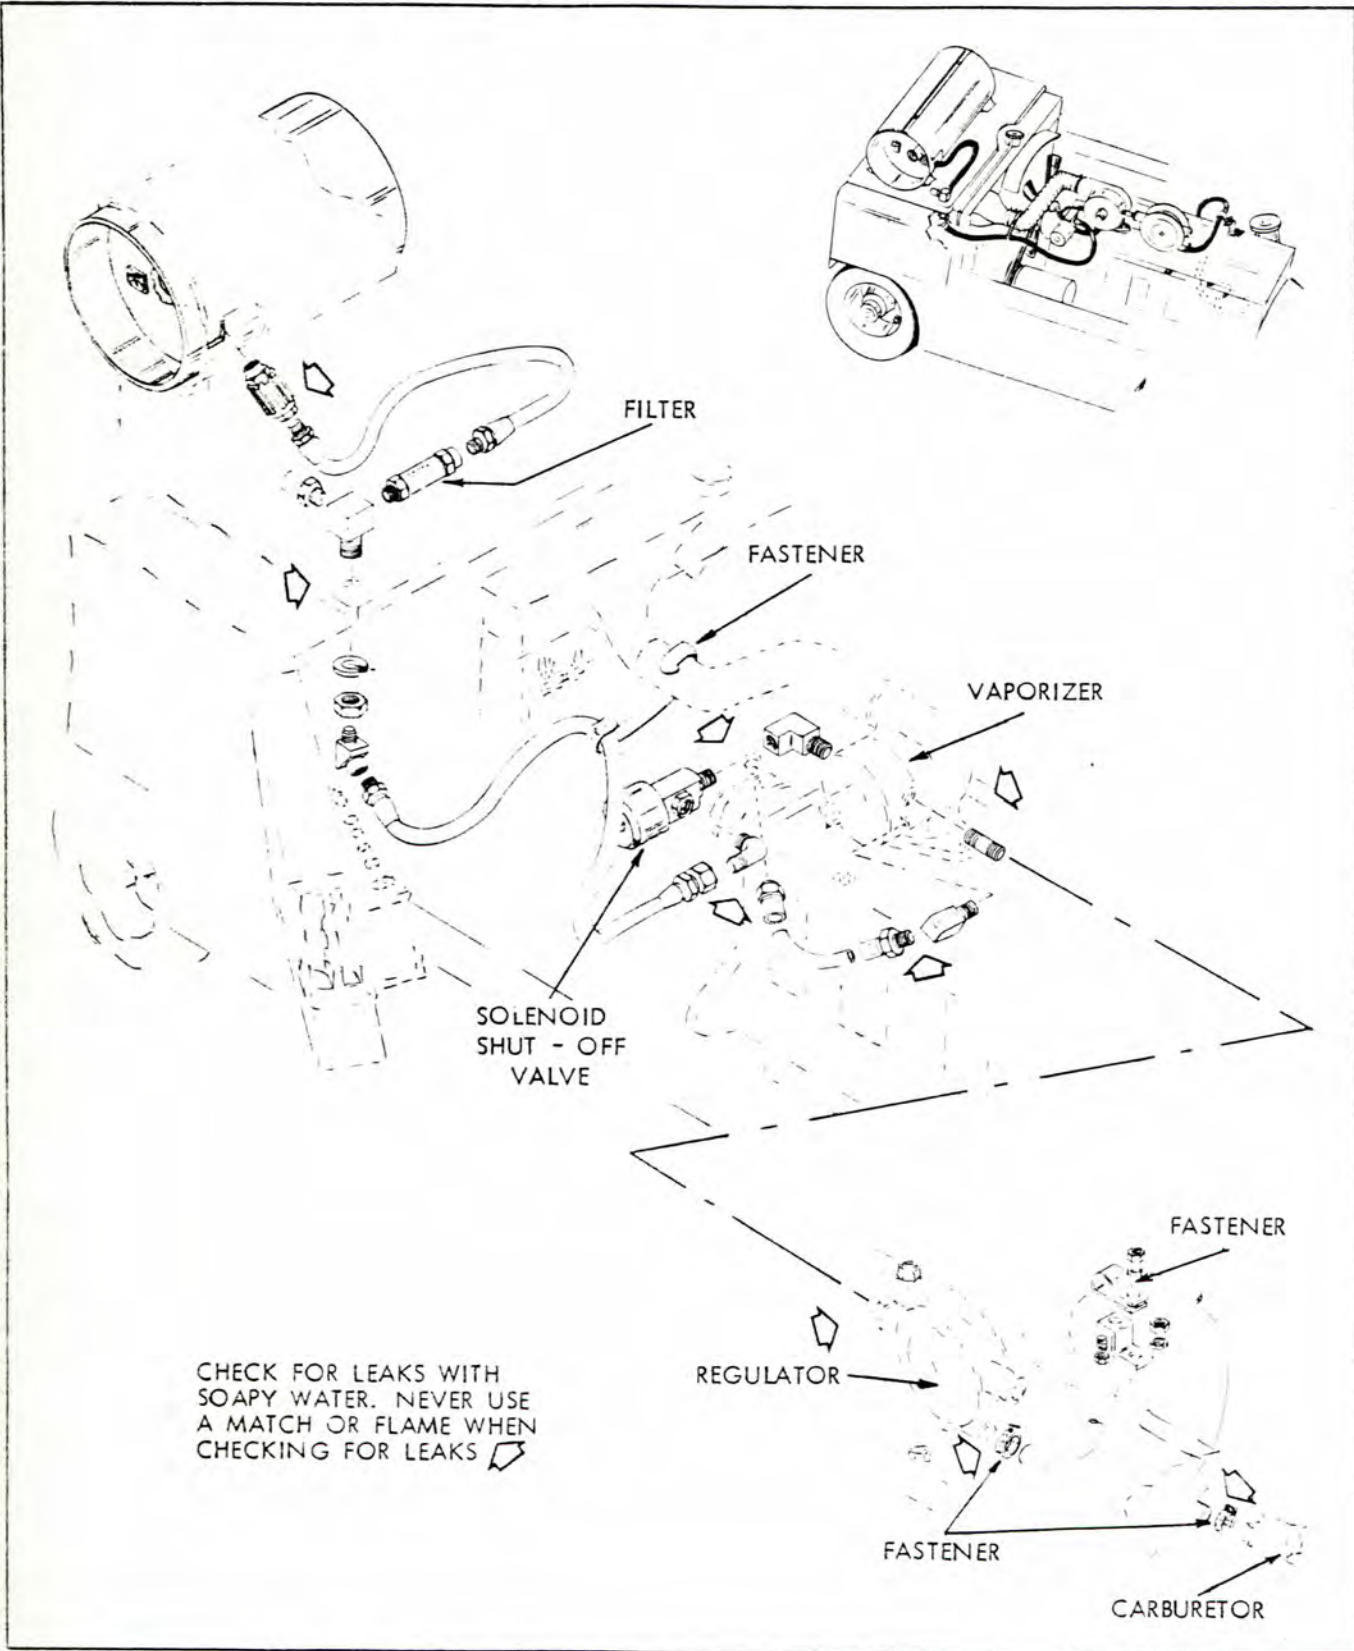 FILTER
FASTENER
VAPORIZER
SOLENOID
SHUT - OFF
VALVE
FASTENER
REGULATOR
CHECK FOR LEAKS WITH
SOAPY WATER. NEVER USE
A MATCH OR FLAME WHEN
CHECKING FOR LEAKS
FASTENER
CARBURETOR